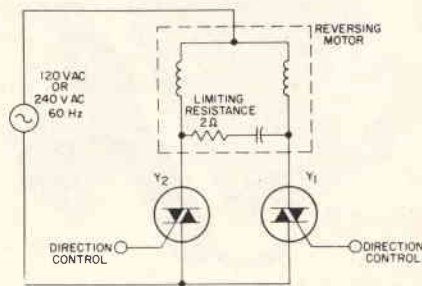 REVERSING
MOTOR
120 VAC
OR
240 V AC
60 Hz
LIMITING
RESISTANCE
2Ω
Y2
Y1
DIRECTION
CONTROL
DIRECTION
CONTROL